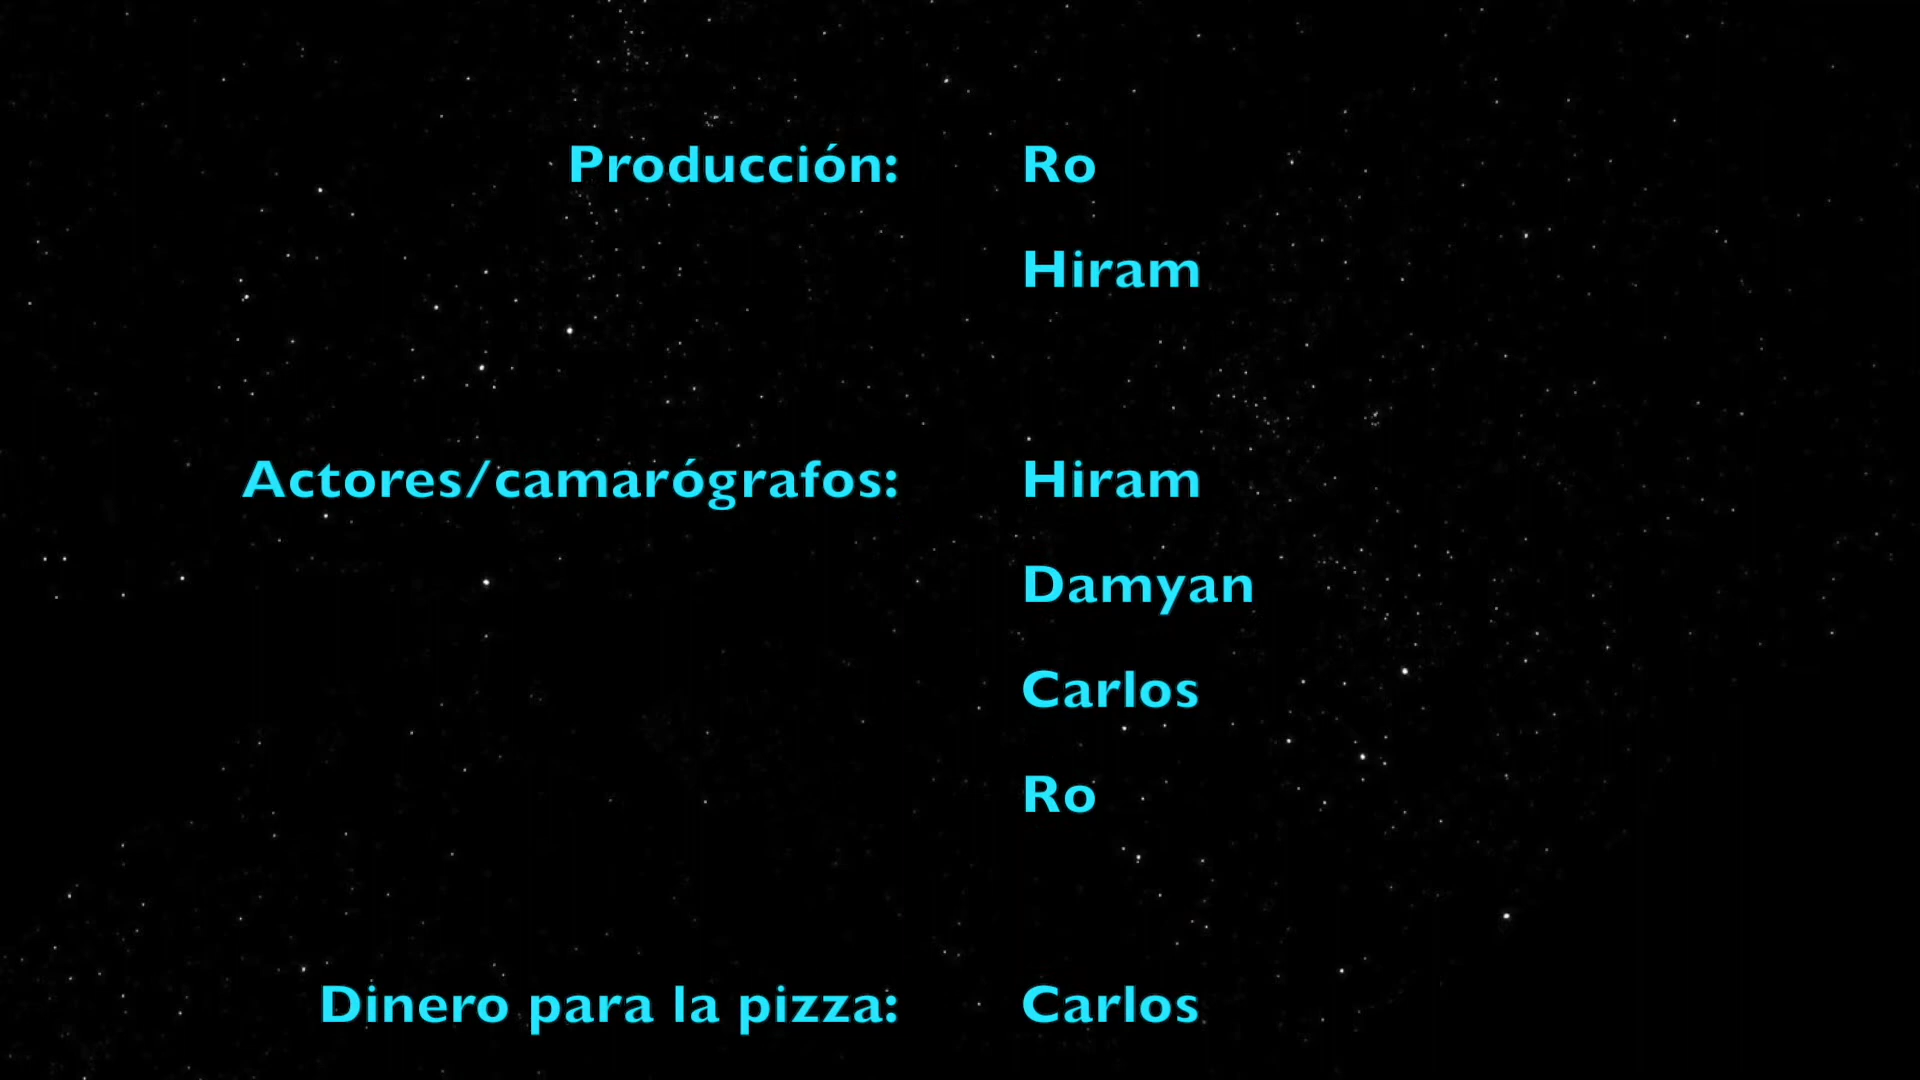 Producción: Ro
Hiram
Actores/camarógrafos: Hiram
Damyan
Carlos
Ro
Dinero para la pizza: Carlos